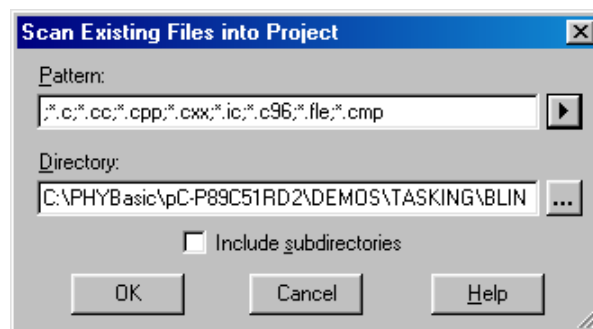 Scan Existing Files into Project
Pattern:
;*.c;*.cc;*.cpp;*.cxx;*.ic;*.c96;*.fle;*.cmp
Directory:
C:\PHYBasic\pC-P89C51RD2\DEMOS\TASKING\BLIN
...
Include subdirectories
OK Cancel Help